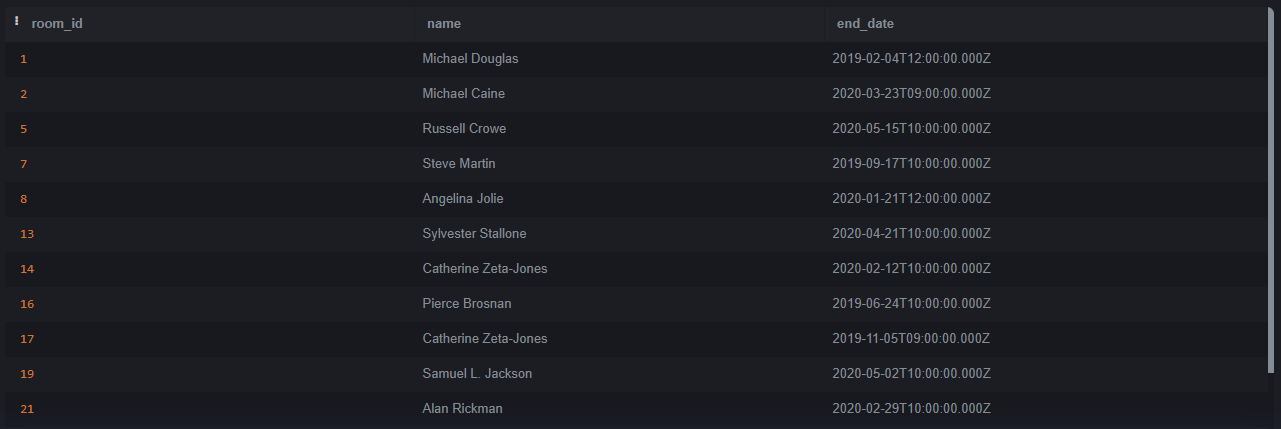 room_id name end_date
1 Michael Douglas 2019-02-04T12:00:00.000Z
2 Michael Caine 2020-03-23T09:00:00.000Z
5 Russell Crowe 2020-05-15T10:00:00.000Z
7 Steve Martin 2019-09-17T10:00:00.000Z
8 Angelina Jolie 2020-01-21T12:00:00.000Z
13 Sylvester Stallone 2020-04-21T10:00:00.000Z
14 Catherine Zeta-Jones 2020-02-12T10:00:00.000Z
16 Pierce Brosnan 2019-06-24T10:00:00.000Z
17 Catherine Zeta-Jones 2019-11-05T09:00:00.000Z
19 Samuel L. Jackson 2020-05-02T10:00:00.000Z
21 Alan Rickman 2020-02-29T10:00:00.000Z